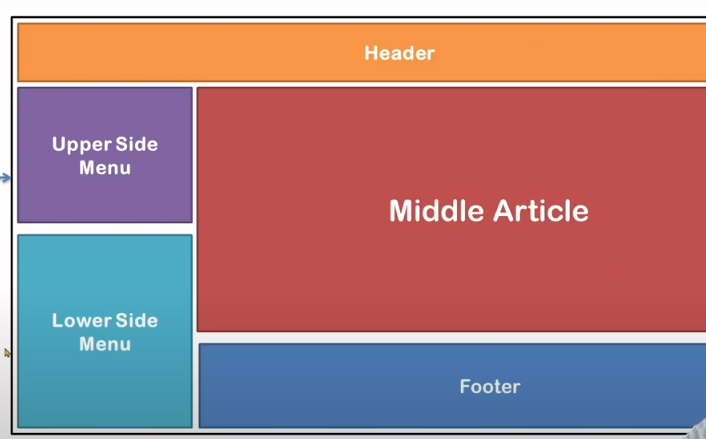 Header
Upper Side
Menu
Middle Article
Lower Side
Menu
Footer